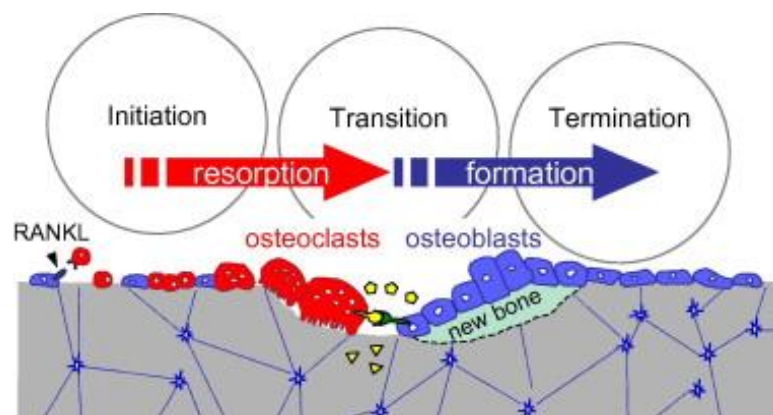 Initiation
Transition
Termination
resorption
formation
RANKL
osteoclasts
osteoblasts
new bone